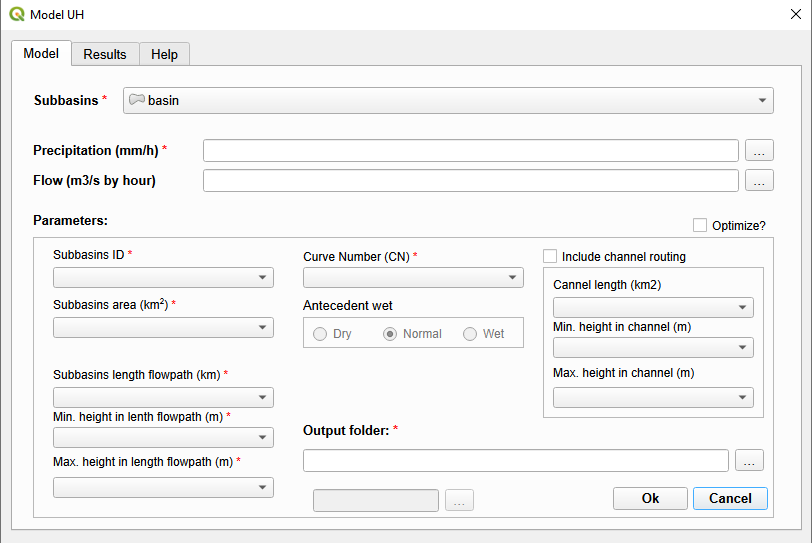 Model UH
Model Results Help
Subbasins * basin
Precipitation (mm/h) * ...
Flow (m3/s by hour) ...
Parameters:
Optimize?
Subbasins ID *
Subbasins area (km2) *
Subbasins length flowpath (km) *
Min. height in lenth flowpath (m) *
Max. height in length flowpath (m) *
Curve Number (CN) *
Antecedent wet
Dry Normal Wet
Include channel routing
Cannel length (km2)
Min. height in channel (m)
Max. height in channel (m)
Output folder: *
...
...
Ok Cancel